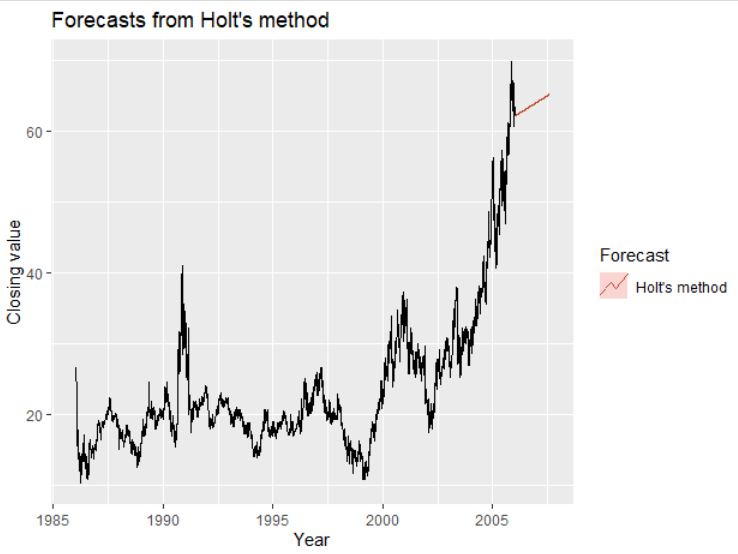 Forecasts from Holt's method
60
40
20
Closing value
1985
1990
1995
2000
2005
Year
Forecast
Holt's method